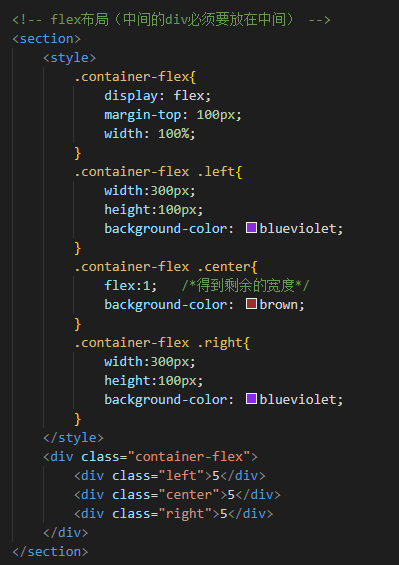 <!-- flex布局（中间的div必须要放在中间） -->
<section>
    <style>
        .container-flex{
            display: flex;
            margin-top: 100px;
            width: 100%;
        }
        .container-flex .left{
            width:300px;
            height:100px;
            background-color: blueviolet;
        }
        .container-flex .center{
            flex:1;   /*得到剩余的宽度*/
            background-color: brown;
        }
        .container-flex .right{
            width:300px;
            height:100px;
            background-color: blueviolet;
        }
    </style>
    <div class="container-flex">
        <div class="left">5</div>
        <div class="center">5</div>
        <div class="right">5</div>
    </div>
</section>